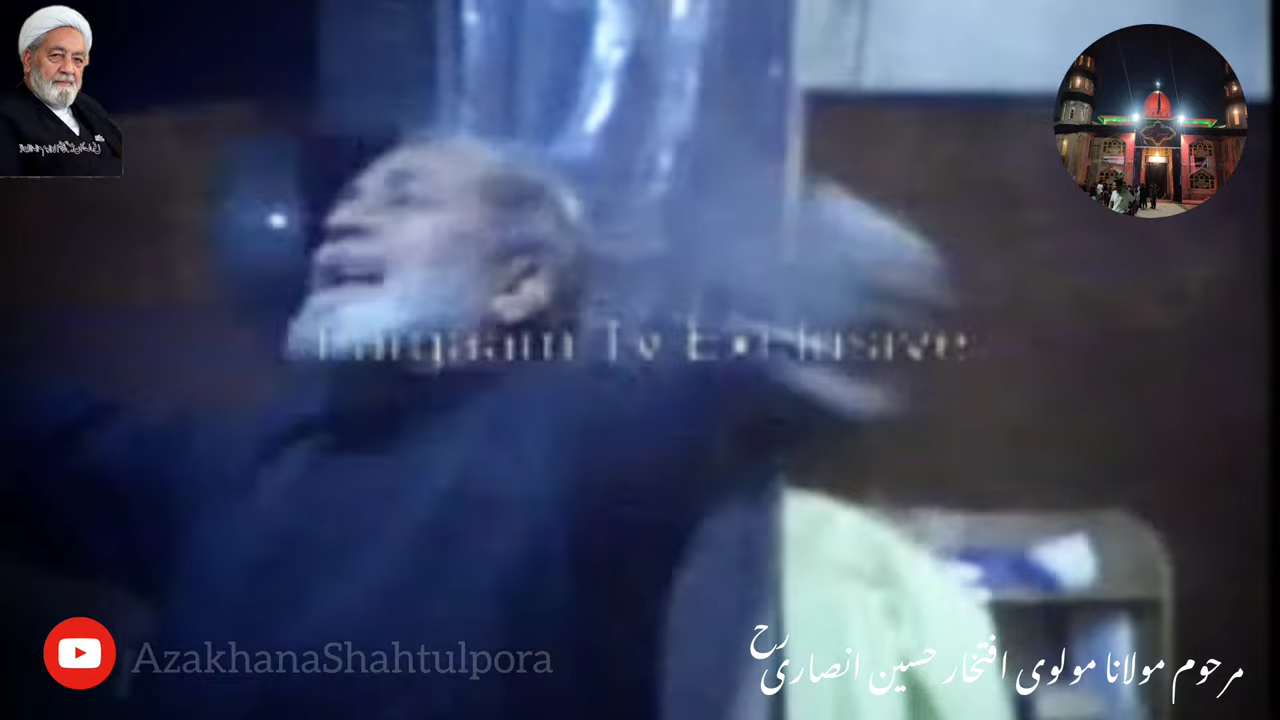 Tv Exclusive
AzakhanaShahtulpora
مرحوم مولانا مولوی افتخار حسین انصاری رح